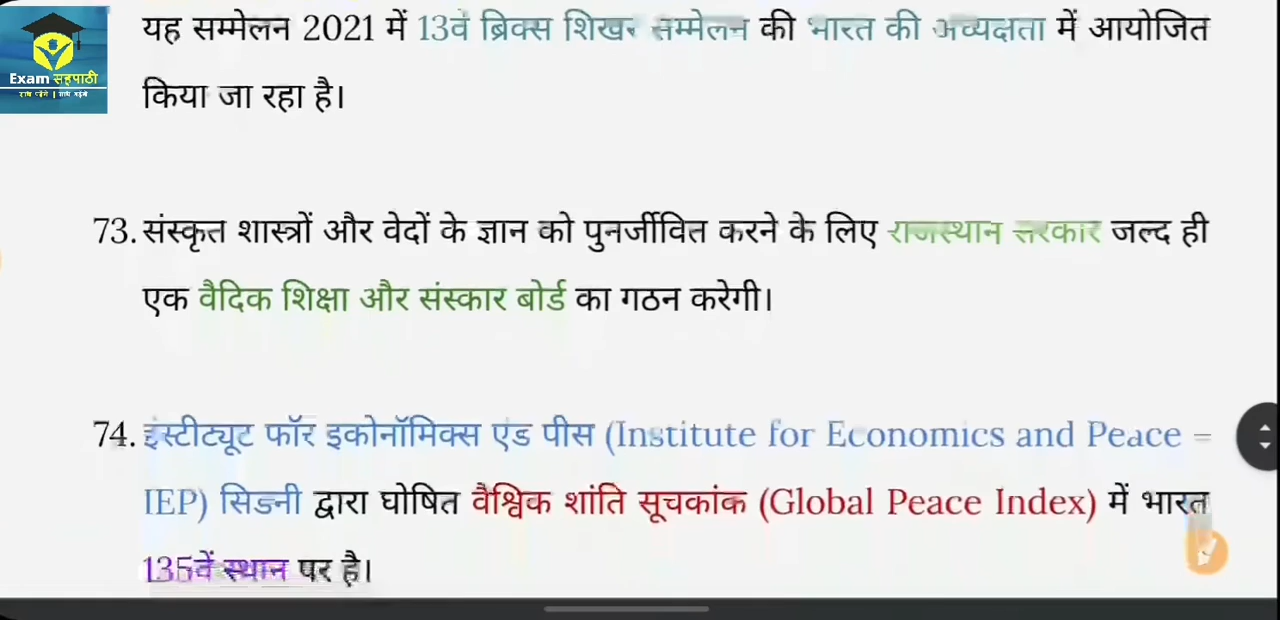 यह सम्मेलन 2021 में 13वें ब्रिक्स शिखर सम्मेलन की भारत की अध्यक्षता में आयोजित
किया जा रहा है।
Exam सहपाठी
73. संस्कृत शास्त्रों और वेदों के ज्ञान को पुनर्जीवित करने के लिए राजस्थान सरकार जल्द ही
एक वैदिक शिक्षा और संस्कार बोर्ड का गठन करेगी।
74. इंस्टीट्यूट फॉर इकोनॉमिक्स एंड पीस (Institute for Economics and Peace –
IEP) सिडनी द्वारा घोषित वैश्विक शांति सूचकांक (Global Peace Index) में भारत
135वें स्थान पर है।